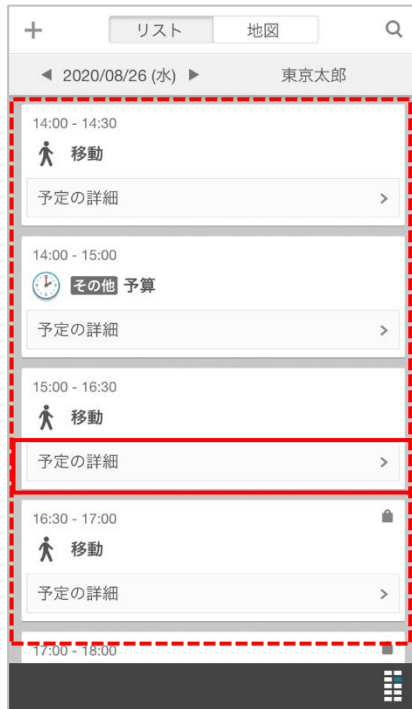 リスト 地図
2020/08/26 (水) 東京太郎
14:00 - 14:30
移動
予定の詳細
14:00 - 15:00
その他 予算
予定の詳細
15:00 - 16:30
移動
予定の詳細
16:30 - 17:00
移動
予定の詳細
17:00 - 18:00